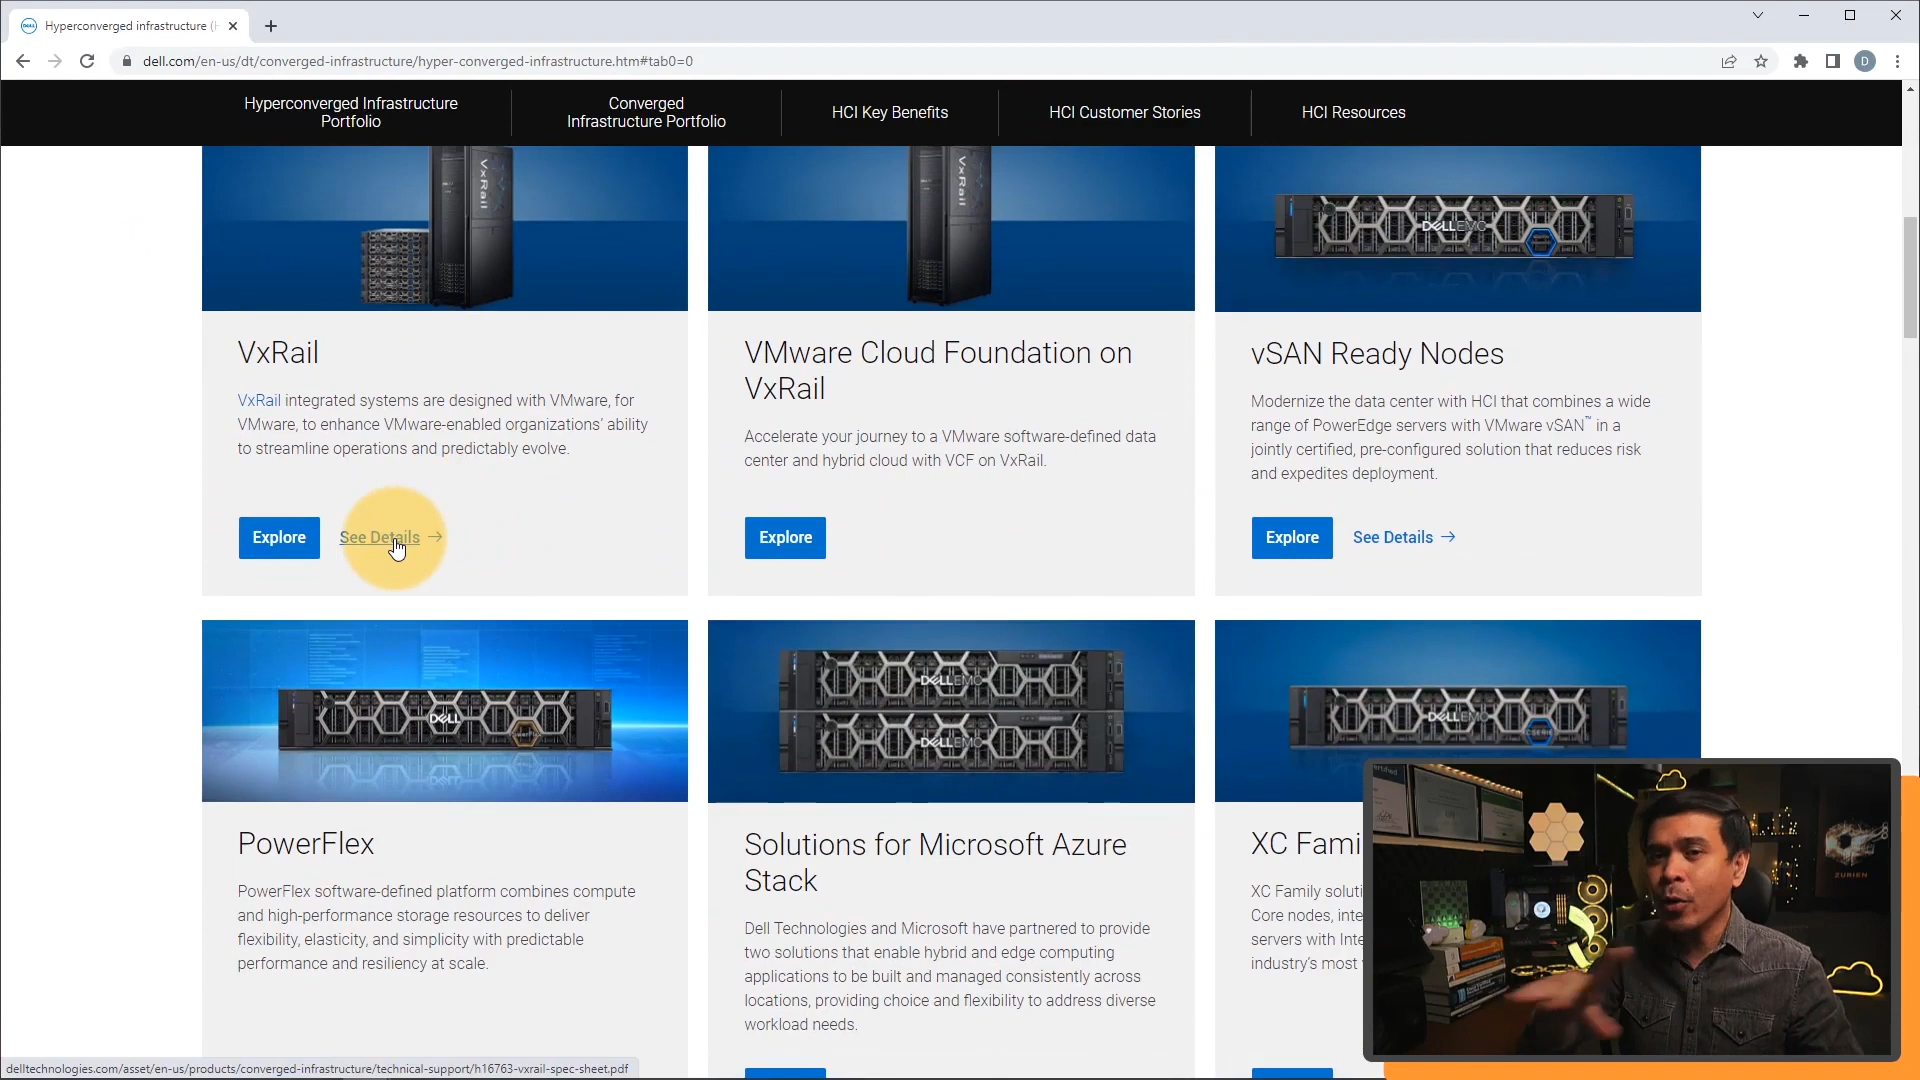 Hyperconverged infrastructure (H
dell.com/en-us/dt/converged-infrastructure/hyper-converged-infrastructure.htm#tab0=0
D
Hyperconverged Infrastructure
Portfolio
Converged
Infrastructure Portfolio
HCI Key Benefits
HCI Customer Stories
HCI Resources
VxRail
VxRail
DELLEMC
VxRail
VxRail integrated systems are designed with VMware, for
VMware, to enhance VMware-enabled organizations' ability
to streamline operations and predictably evolve.
Explore
See Details
VMware Cloud Foundation on
VxRail
Accelerate your journey to a VMware software-defined data
center and hybrid cloud with VCF on VxRail.
Explore
vSAN Ready Nodes
Modernize the data center with HCI that combines a wide
range of PowerEdge servers with VMware vSAN™ in a
jointly certified, pre-configured solution that reduces risk
and expedites deployment.
Explore
See Details
DELL
DELLEMC
DELLEMC
DELLEMC
PowerFlex
PowerFlex software-defined platform combines compute
and high-performance storage resources to deliver
flexibility, elasticity, and simplicity with predictable
performance and resiliency at scale.
Solutions for Microsoft Azure
Stack
Dell Technologies and Microsoft have partnered to provide
two solutions that enable hybrid and edge computing
applications to be built and managed consistently across
locations, providing choice and flexibility to address diverse
workload needs.
XC Fami
XC Family soluti
Core nodes, inte
servers with Inte
industry's most v
ZURIEN
delltechnologies.com/asset/en-us/products/converged-infrastructure/technical-support/h16763-vxrail-spec-sheet.pdf